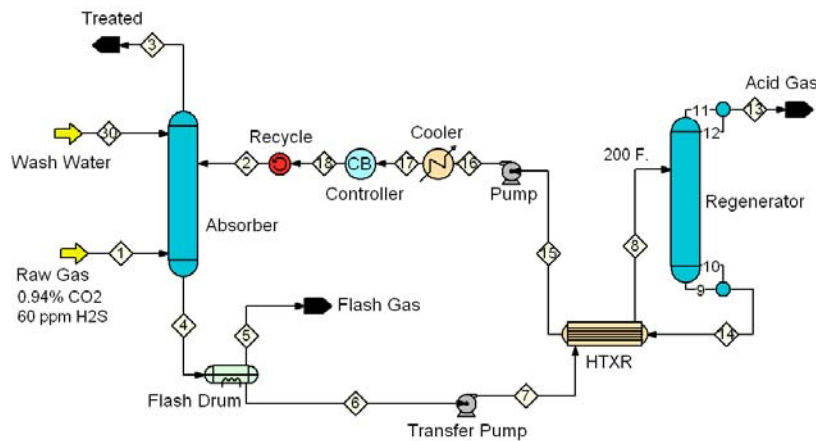 Treated
3
Acid Gas
11
13
12
30
Wash Water
Recycle
Cooler
2
18
CB
17
16
200 F.
Controller
Pump
Regenerator
Absorber
1
15
8
10
9
Raw Gas
0.94% CO2
60 ppm H2S
4
5
Flash Gas
14
HTXR
Flash Drum
6
7
Transfer Pump